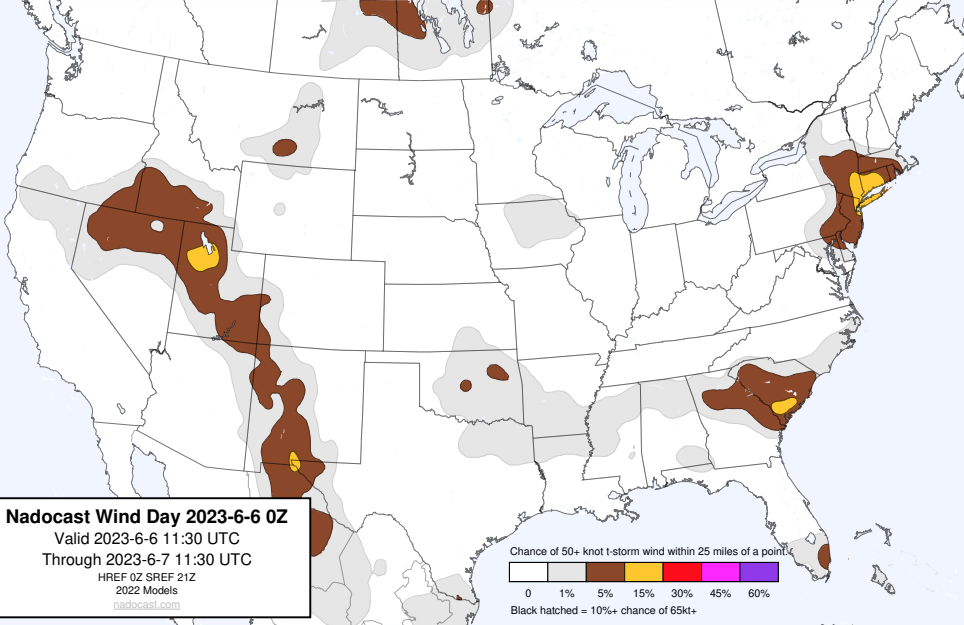 Nadocast Wind Day 2023-6-6 0Z
Valid 2023-6-6 11:30 UTC
Through 2023-6-7 11:30 UTC
HREF 0Z SREF 21Z
2022 Models
nadocast.com
Chance of 50+ knot t-storm wind within 25 miles of a point.
0 1% 5% 15% 30% 45% 60%
Black hatched = 10%+ chance of 65kt+